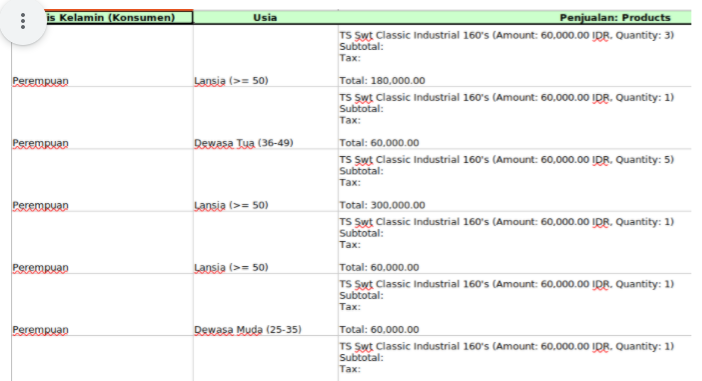 is Kelamin (Konsumen) Usia Penjualan: Products
TS Swt Classic Industrial 160's (Amount: 60,000.00 IDR, Quantity: 3)
Subtotal:
Tax:
Perempuan Lansia (>= 50) Total: 180,000.00
TS Swt Classic Industrial 160's (Amount: 60,000.00 IDR, Quantity: 1)
Subtotal:
Tax:
Perempuan Dewasa Tua (36-49) Total: 60,000.00
TS Swt Classic Industrial 160's (Amount: 60,000.00 IDR, Quantity: 5)
Subtotal:
Tax:
Perempuan Lansia (>= 50) Total: 300,000.00
TS Swt Classic Industrial 160's (Amount: 60,000.00 IDR, Quantity: 1)
Subtotal:
Tax:
Perempuan Lansia (>= 50) Total: 60,000.00
TS Swt Classic Industrial 160's (Amount: 60,000.00 IDR, Quantity: 1)
Subtotal:
Tax:
Perempuan Dewasa Muda (25-35) Total: 60,000.00
TS Swt Classic Industrial 160's (Amount: 60,000.00 IDR, Quantity: 1)
Subtotal:
Tax: